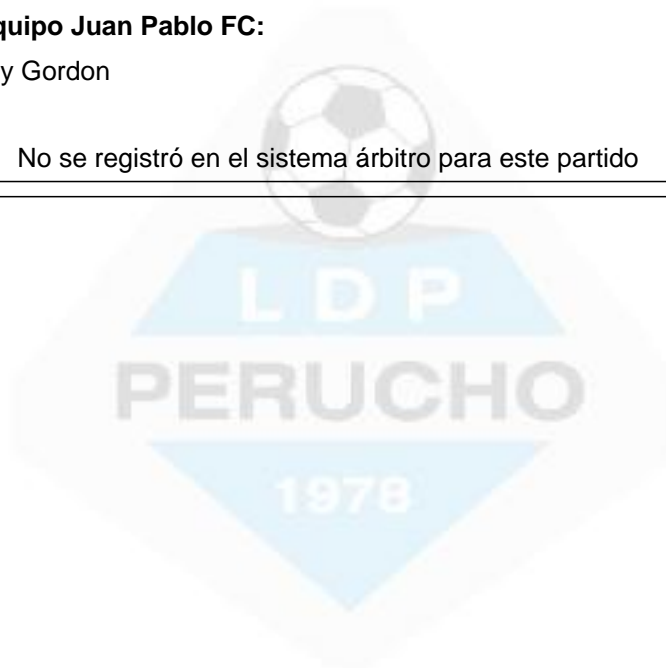 quipo Juan Pablo FC:
y Gordon
No se registró en el sistema árbitro para este partido
L D P
PERUCHO
1978